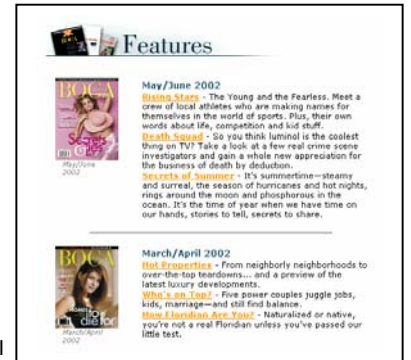 Features
BOCA
May/June
2002
May/June 2002
Rising Stars - The Young and the Fearless. Meet a
crew of local athletes who are making names for
themselves in the world of sports. Plus, their own
words about life, competition and kid stuff.
Death Squad - So you think luminol is the coolest
thing on TV? Take a look at a few real crime scene
investigators and gain a whole new appreciation for
the business of death by deduction.
Secrets of Summer - It's summertime—steamy
and surreal, the season of hurricanes and hot nights,
rings around the moon and phosphorous in the
ocean. It's the time of year when we have time on
our hands, stories to tell, secrets to share.
BOCA
HOMES
to die for
March/April
2002
March/April 2002
Hot Properties - From neighborly neighborhoods to
over-the-top teardowns... and a preview of the
latest luxury developments.
Who's on Top? - Five power couples juggle jobs,
kids, marriage—and still find balance.
How Floridian Are You? - Naturalized or native,
you're not a real Floridian unless you've passed our
little test.